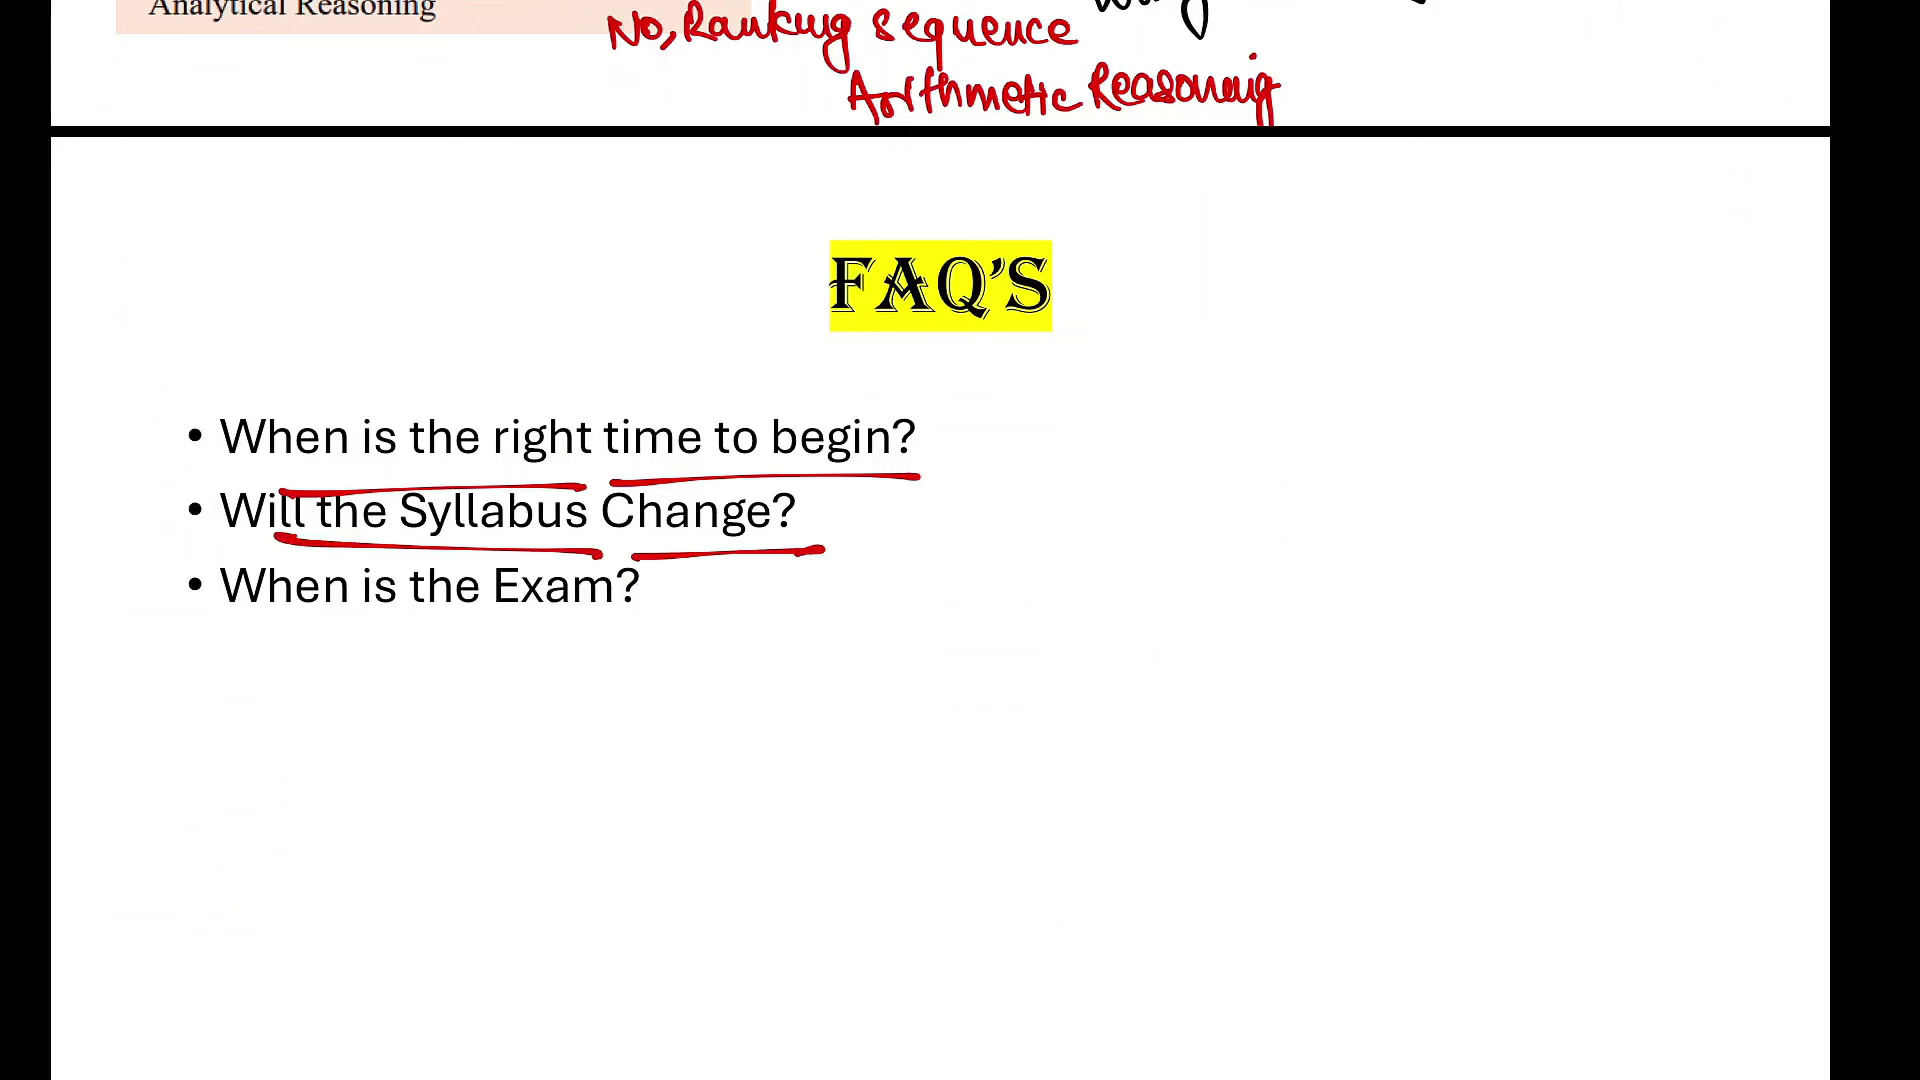 Analytical Reasoning
No, Ranking sequence
Arithmetic Reasoning
FAQ'S
• When is the right time to begin?
• Will the Syllabus Change?
• When is the Exam?